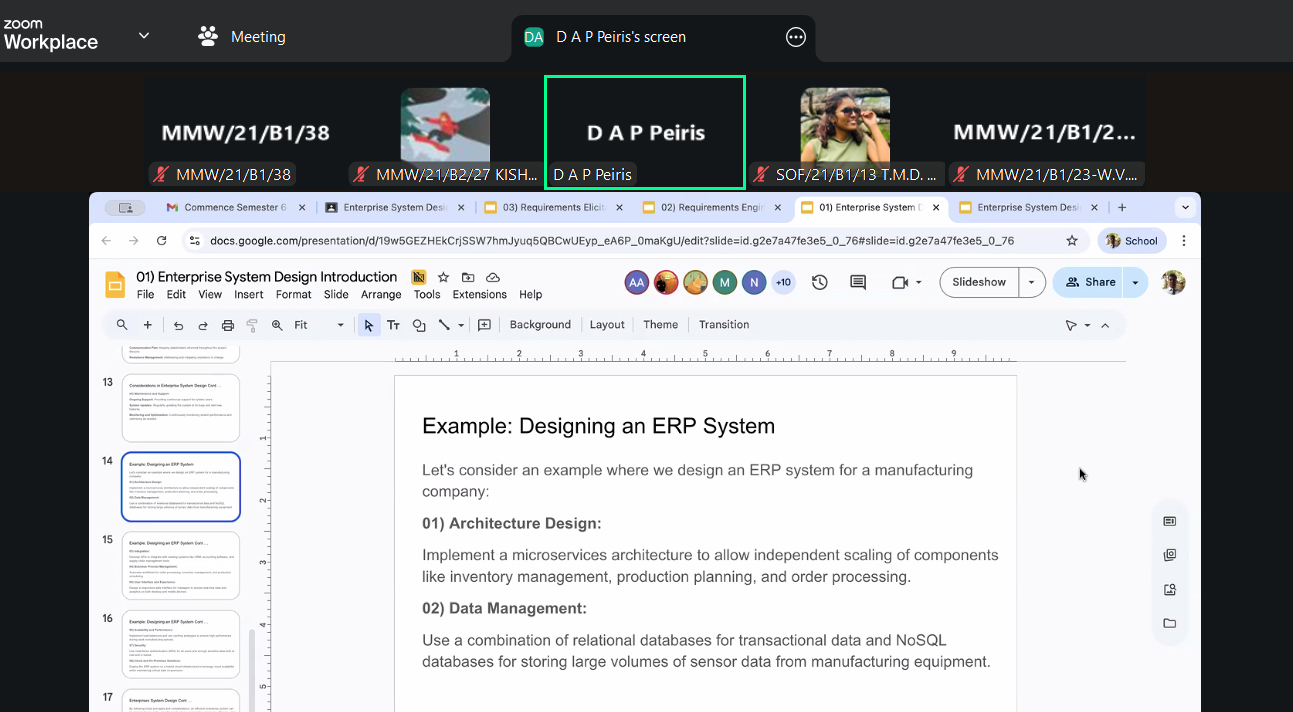 zoom
Workplace
Meeting
DA D A P Peiris's screen
MMW/21/B1/38
D A P Peiris
MMW/21/B1/2...
MMW/21/B1/38
MMW/21/B2/27 KISH...
D A P Peiris
SOF/21/B1/13 T.M.D. ...
MMW/21/B1/23-W.V....
Commence Semester 6
Enterprise System Desi
03) Requirements Elicit
02) Requirements Engin
01) Enterprise System D
Enterprise System Desi
docs.google.com/presentation/d/19w5GEZHEkCrjSSW7hmJyuq5QBCwUEyp_eA6P_0maKgU/edit?slide=id.g2e7a47fe3e5_0_76#slide=id.g2e7a47fe3e5_0_76
School
01) Enterprise System Design Introduction
File Edit View Insert Format Slide Arrange Tools Extensions Help
AA M N +10
Slideshow
Share
Fit
Background Layout Theme Transition
1 2 3 4 5 6 7 8 9
13
Considerations in Enterprise System Design Cont ...
14
Example: Designing an ERP System
15
Example: Designing an ERP System Cont ...
16
Example: Designing an ERP System Cont ...
17
Enterprises System Design Cont ...
1
2
3
4
5
Example: Designing an ERP System
Let's consider an example where we design an ERP system for a manufacturing
company:
01) Architecture Design:
Implement a microservices architecture to allow independent scaling of components
like inventory management, production planning, and order processing.
02) Data Management:
Use a combination of relational databases for transactional data and NoSQL
databases for storing large volumes of sensor data from manufacturing equipment.